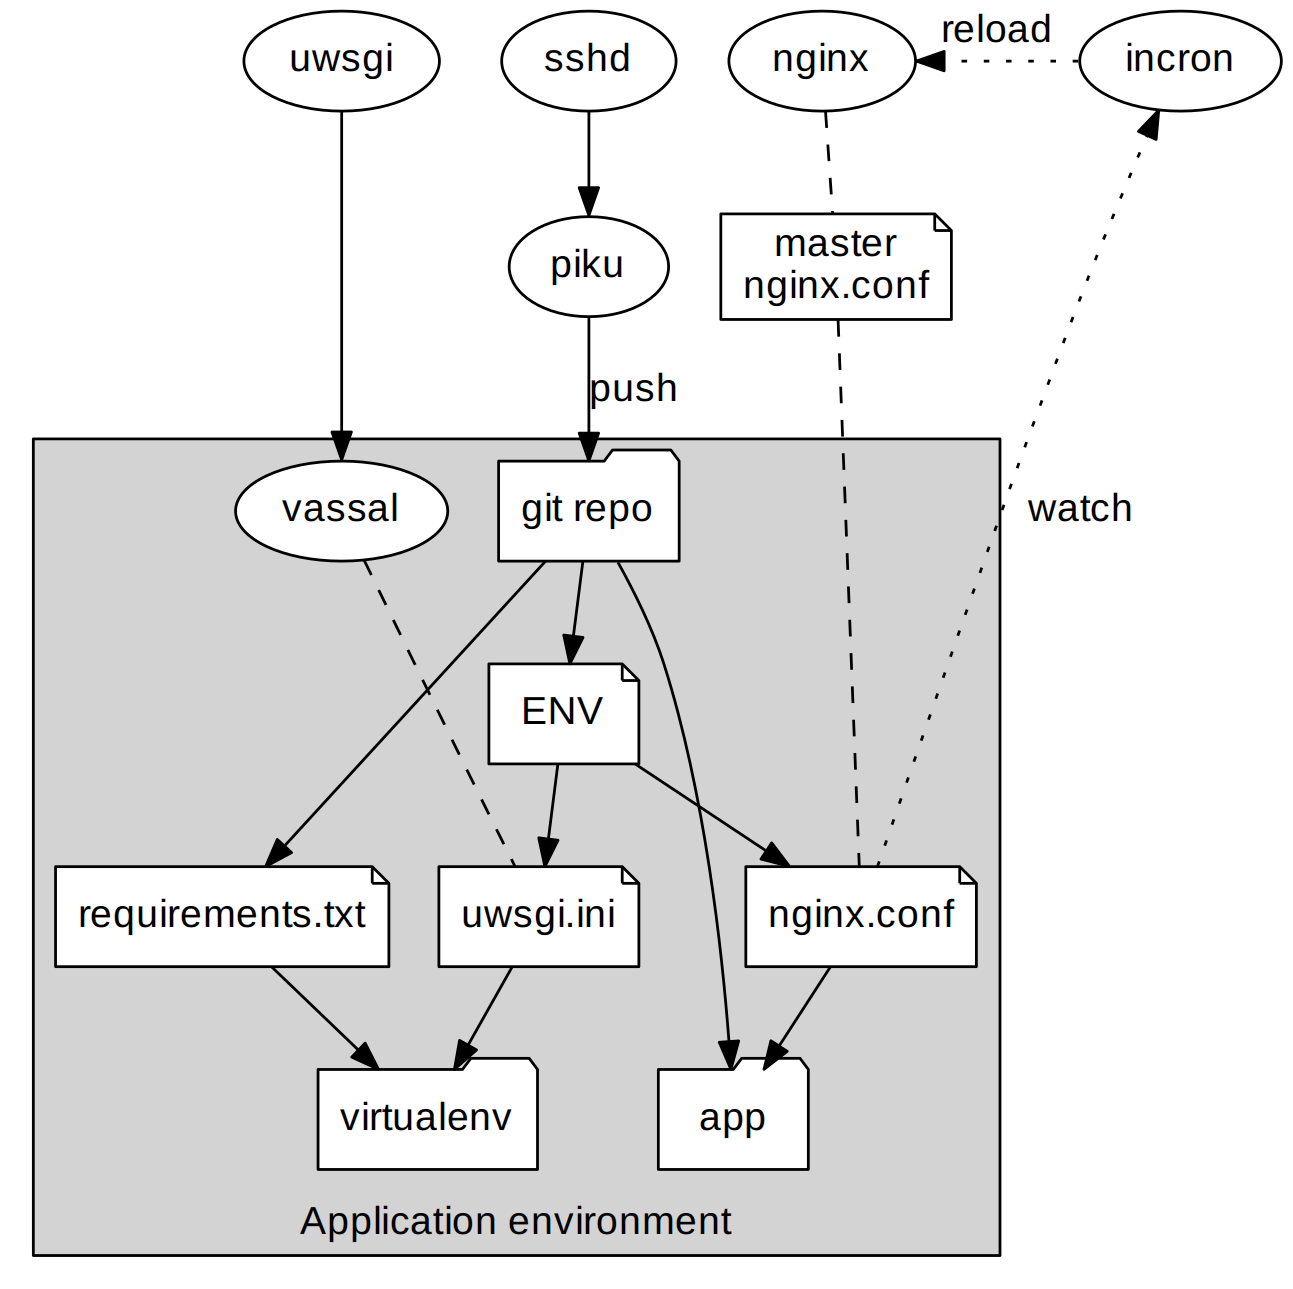 uwsgi
sshd
nginx
reload
incron
piku
master
nginx.conf
push
vassal
git repo
watch
ENV
requirements.txt
uwsgi.ini
nginx.conf
virtualenv
app
Application environment